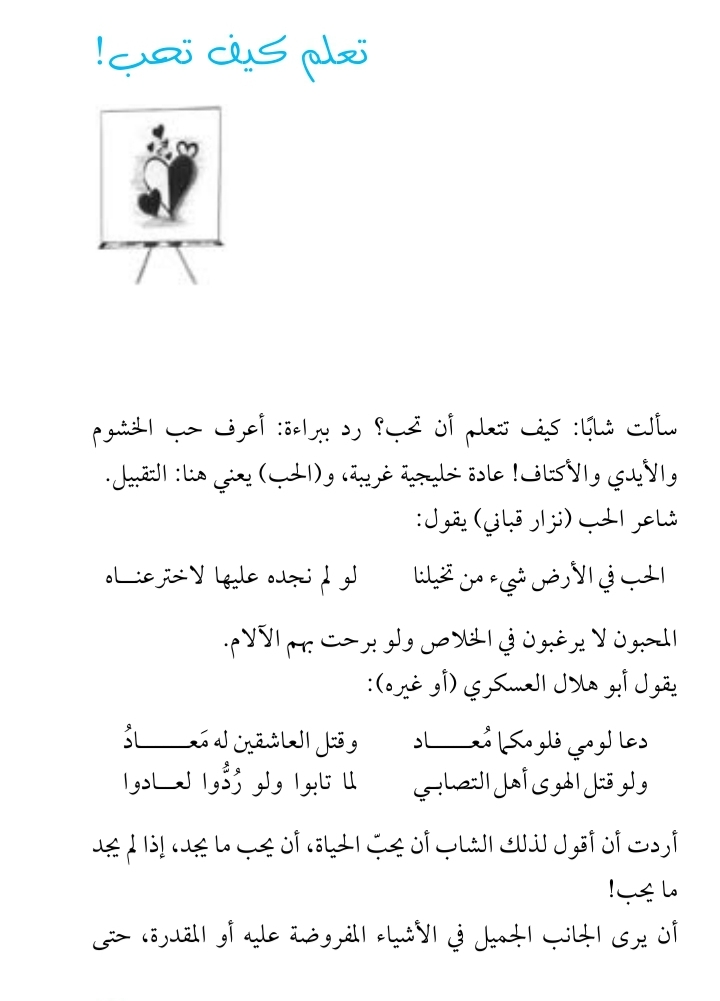 تعلم كيف تحب!
سألت شابًا: كيف تتعلم أن تحب؟ رد ببراءة: أعرف حب الخشوم
والأيدي والأكتاف! عادة خليجية غريبة، و(الحب) يعني هنا: التقبيل.
شاعر الحب (نزار قباني) يقول:
الحب في الأرض شيء من تخيلنا لو لم نجده عليها لاخترعنـــاه
المحبون لا يرغبون في الخلاص ولو برحت بهم الآلام.
يقول أبو هلال العسكري (أو غيره):
دعا لومي فلومكما مُعـــــــاد وقتل العاشقين له مَعـــــــــادُ
ولو قتل الهوى أهل التصابـي لما تابوا ولو رُدُّوا لعـــادوا
أردت أن أقول لذلك الشاب أن يحبّ الحياة، أن يحب ما يجد، إذا لم يجد
ما يحب!
أن يرى الجانب الجميل في الأشياء المفروضة عليه أو المقدرة، حتى